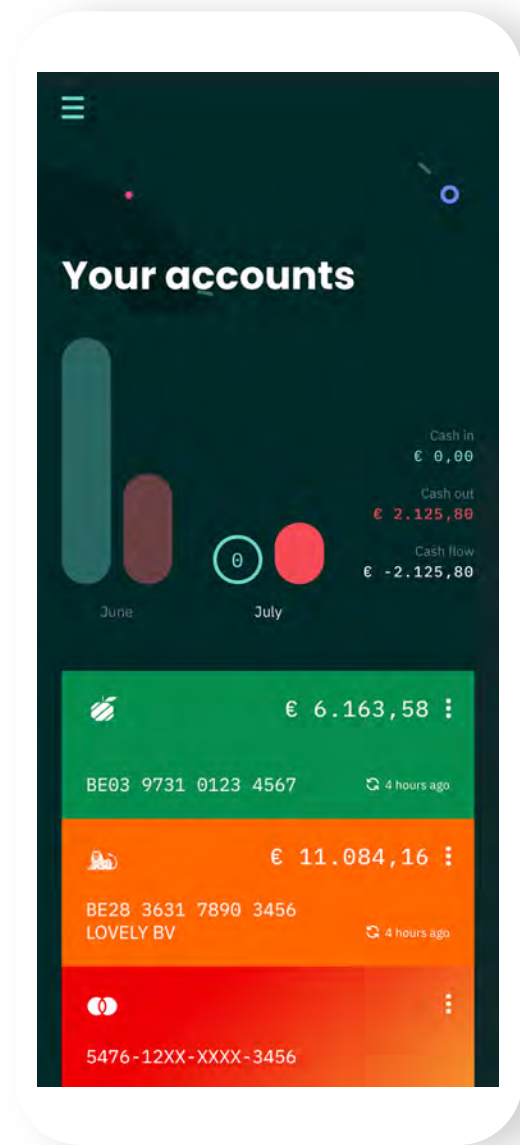 Your accounts
Cash in
€ 0,00
Cash out
€ 2.125,80
Cash flow
€ -2.125,80
0
June
July
€ 6.163,58
BE03 9731 0123 4567
4 hours ago
€ 11.084,16
BE28 3631 7890 3456
LOVELY BV
4 hours ago
5476-12XX-XXXX-3456